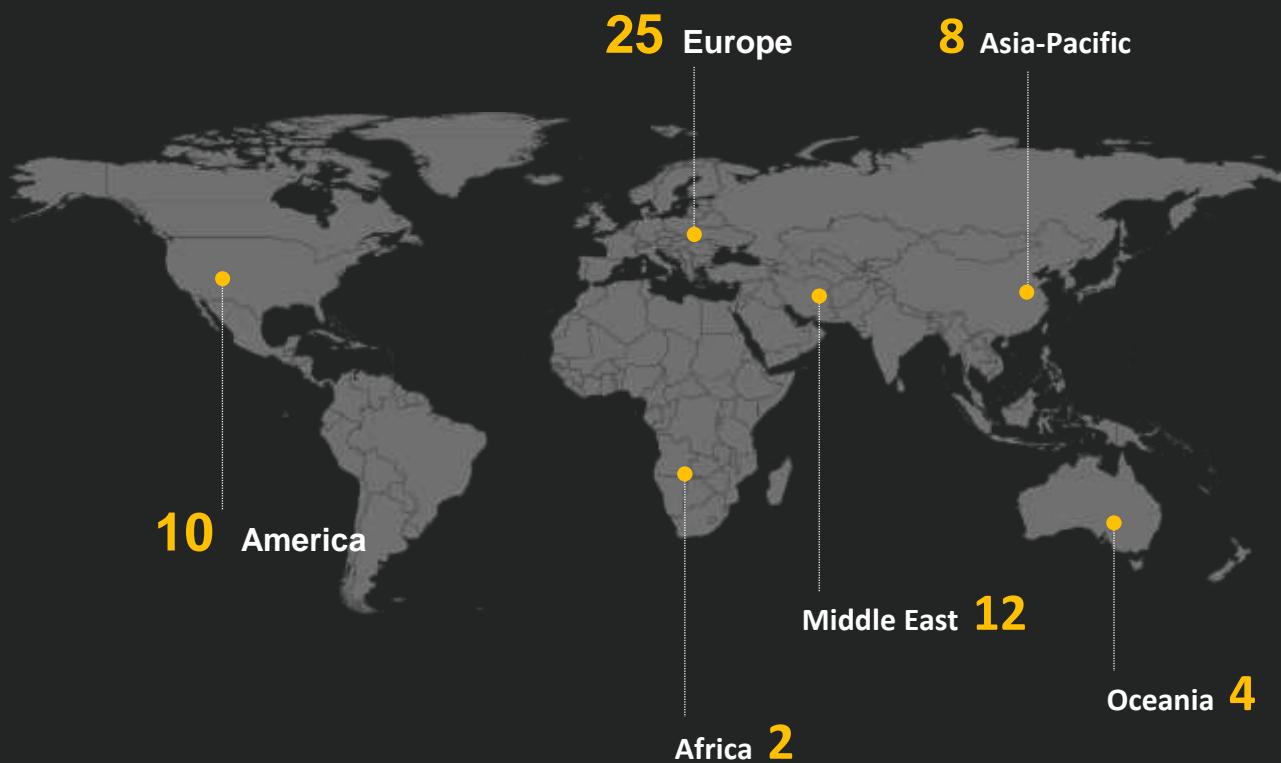 25 Europe
8 Asia-Pacific
10 America
Middle East 12
Oceania 4
Africa 2